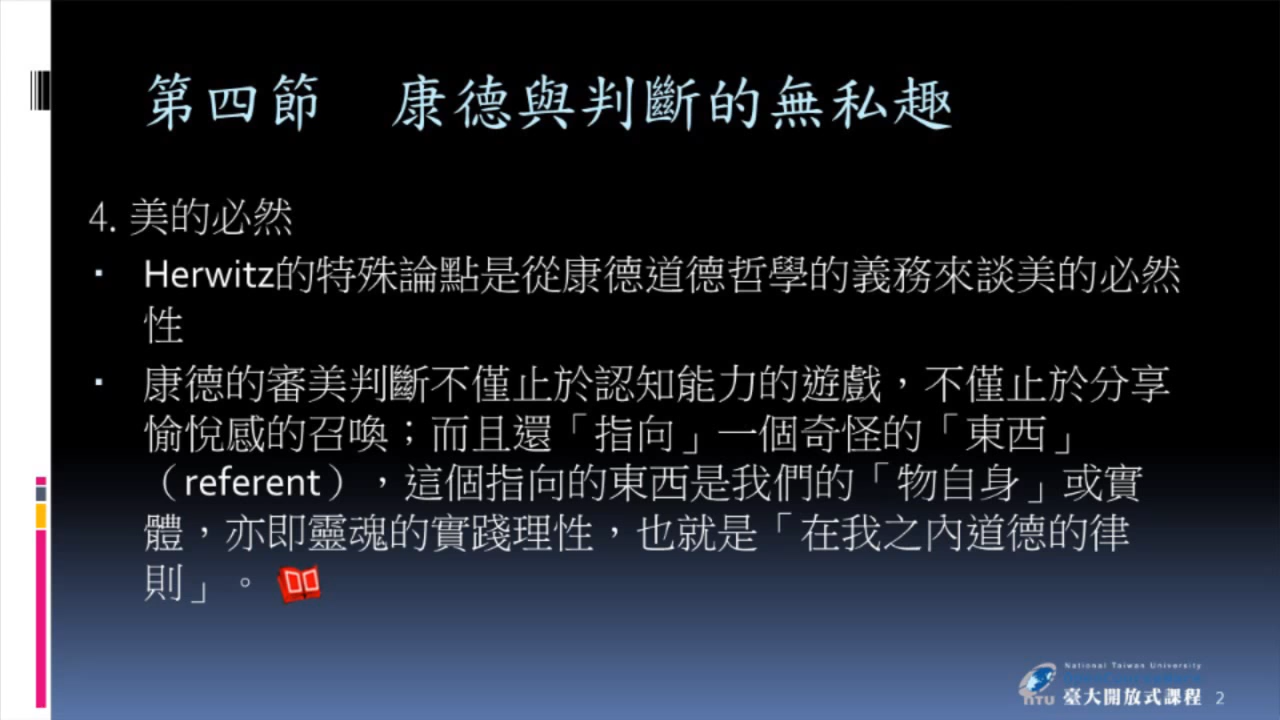 第四節　康德與判斷的無私趣
4. 美的必然
▪ Herwitz的特殊論點是從康德道德哲學的義務來談美的必然
性
▪ 康德的審美判斷不僅止於認知能力的遊戲，不僅止於分享
愉悅感的召喚；而且還「指向」一個奇怪的「東西」
（referent），這個指向的東西是我們的「物自身」或實
體，亦即靈魂的實踐理性，也就是「在我之內道德的律
則」。
National Taiwan University
NTU 臺大開放式課程 2